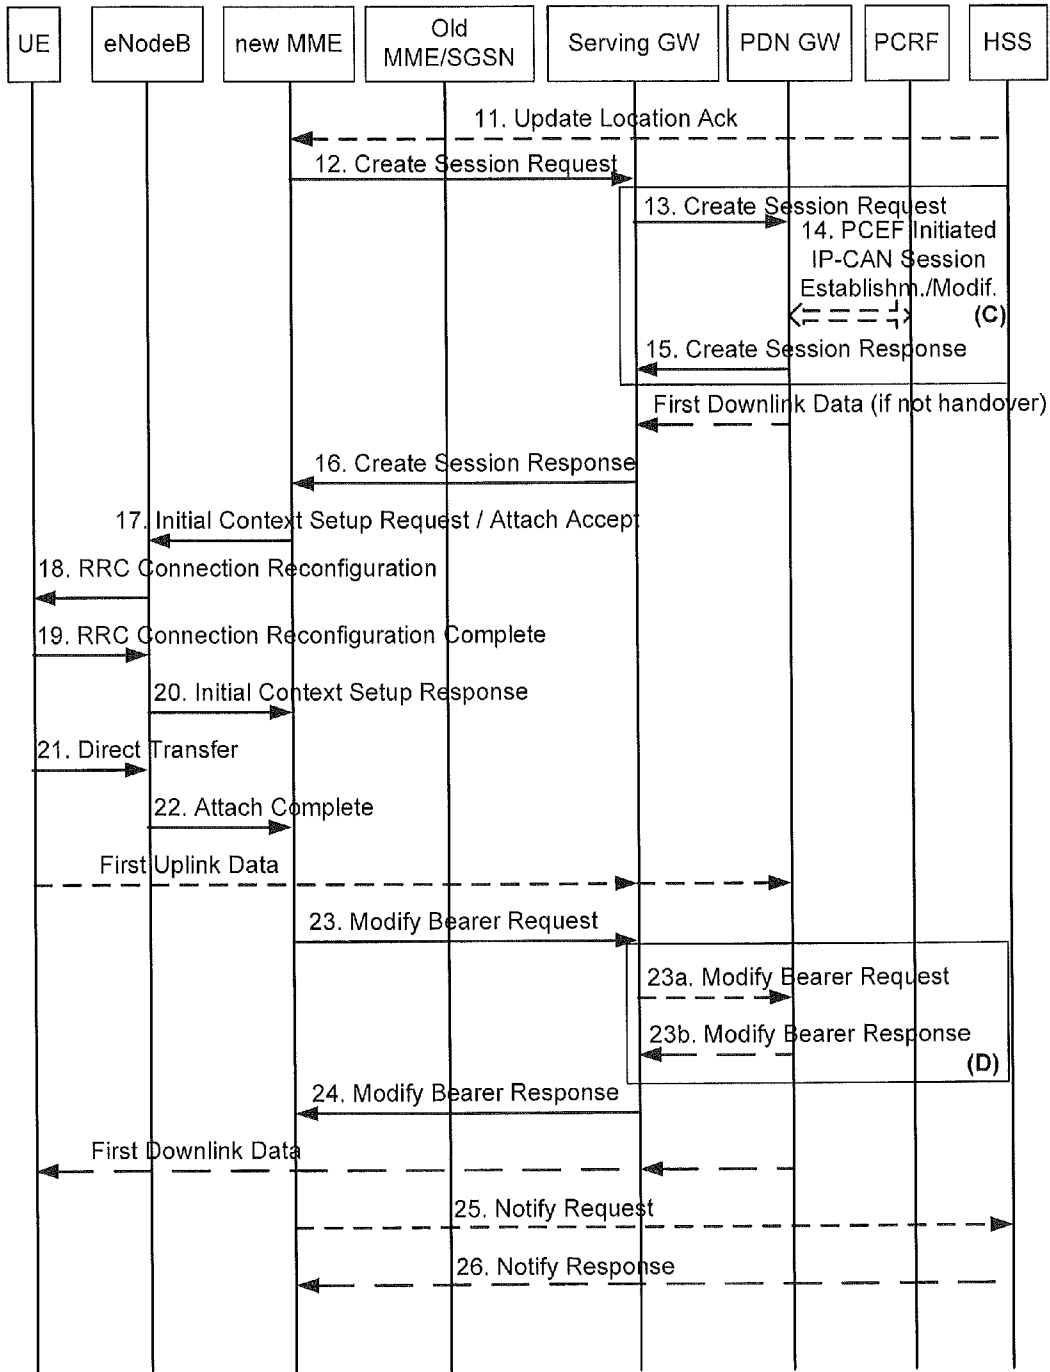 UE
eNodeB
new MME
Old
MME/SGSN
Serving GW
PDN GW
PCRF
HSS
11. Update Location Ack
12. Create Session Request
13. Create Session Request
14. PCEF Initiated
IP-CAN Session
Establishm./Modif.
(C)
15. Create Session Response
First Downlink Data (if not handover)
16. Create Session Response
17. Initial Context Setup Request / Attach Accept
18. RRC Connection Reconfiguration
19. RRC Connection Reconfiguration Complete
20. Initial Context Setup Response
21. Direct Transfer
22. Attach Complete
First Uplink Data
23. Modify Bearer Request
23a. Modify Bearer Request
23b. Modify Bearer Response
(D)
24. Modify Bearer Response
First Downlink Data
25. Notify Request
26. Notify Response